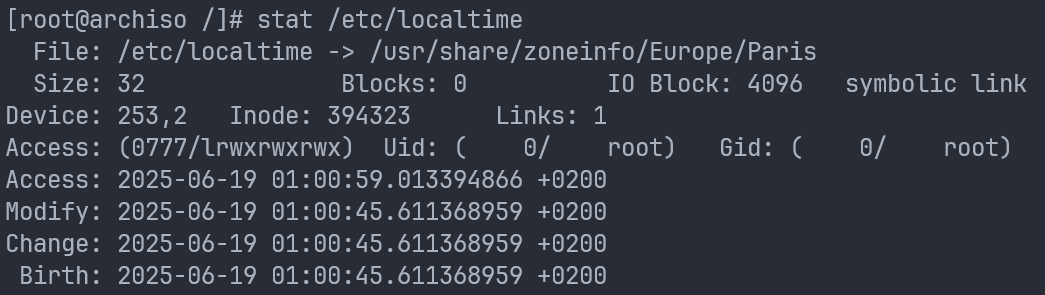 [root@archiso /]# stat /etc/localtime
  File: /etc/localtime -> /usr/share/zoneinfo/Europe/Paris
  Size: 32              Blocks: 0          IO Block: 4096   symbolic link
Device: 253,2   Inode: 394323      Links: 1
Access: (0777/lrwxrwxrwx)  Uid: (    0/    root)   Gid: (    0/    root)
Access: 2025-06-19 01:00:59.013394866 +0200
Modify: 2025-06-19 01:00:45.611368959 +0200
Change: 2025-06-19 01:00:45.611368959 +0200
 Birth: 2025-06-19 01:00:45.611368959 +0200